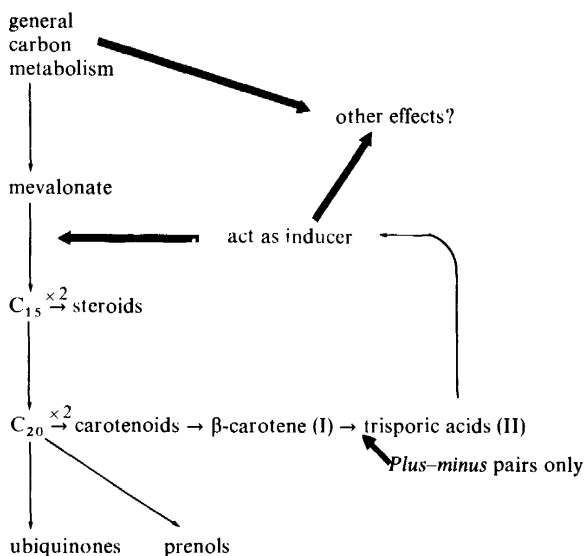 general
carbon
metabolism
other effects?
mevalonate
act as inducer
C₁₅ ×2 → steroids
C₂₀ ×2 → carotenoids → β-carotene (I) → trisporic acids (II)
Plus–minus pairs only
ubiquinones prenols